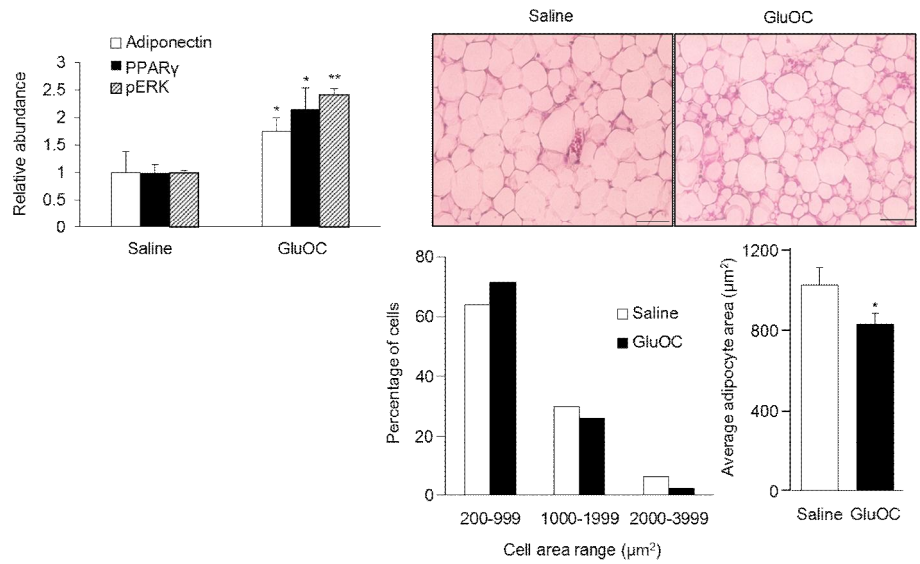 Adiponectin
PPARγ
pERK
Relative abundance
3
2.5
2
1.5
1
0.5
0
* * **
Saline GluOC
Saline GluOC
Percentage of cells
80
60
40
20
0
Saline
GluOC
200-999 1000-1999 2000-3999
Cell area range (µm²)
Average adipocyte area (µm²)
1200
800
400
0
*
Saline GluOC